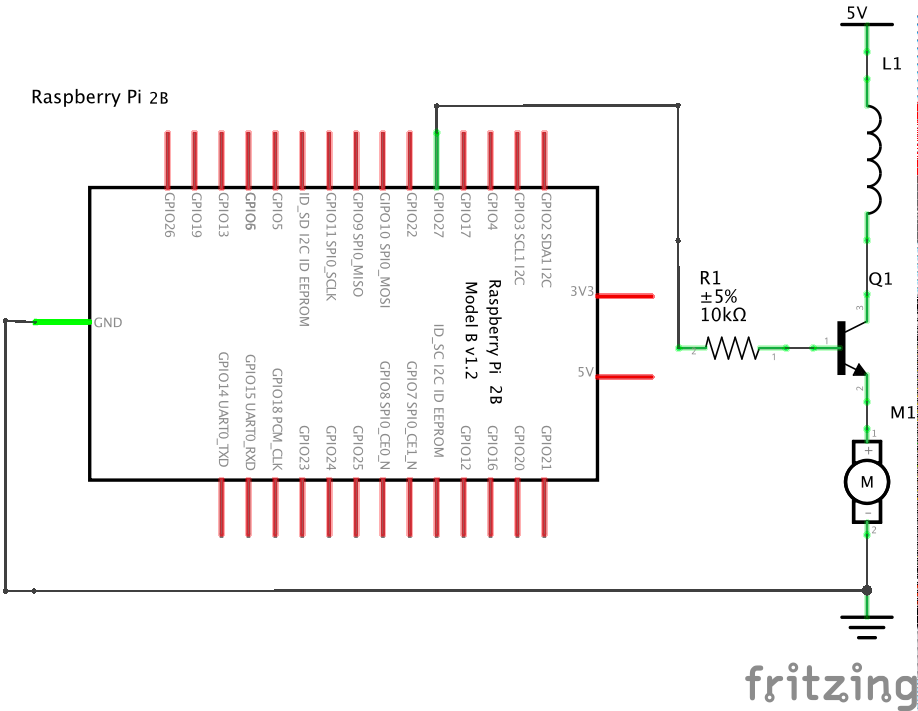 5V
L1
Raspberry Pi 2B
GPIO26
GPIO19
GPIO13
GPIO6
GPIO5
ID_SD I2C ID EEPROM
GPIO11 SPI0_SCLK
GPIO9 SPI0_MISO
GIPO10 SPI0_MOSI
GPIO22
GPIO27
GPIO17
GPIO4
GPIO3 SCL1 I2C
GPIO2 SDA1 I2C
Q1
3
R1
±5%
10kΩ
3V3
Raspberry Pi 2B
Model B v1.2
GND
2
1
1
5V
2
GPIO14 UART0_TXD
GPIO15 UART0_RXD
GPIO18 PCM_CLK
GPIO23
GPIO24
GPIO25
GPIO8 SPI0_CE0_N
GPIO7 SPI0_CE1_N
ID_SC I2C ID EEPROM
GPIO12
GPIO16
GPIO20
GPIO21
M1
1
+
M
−
2
fritzing